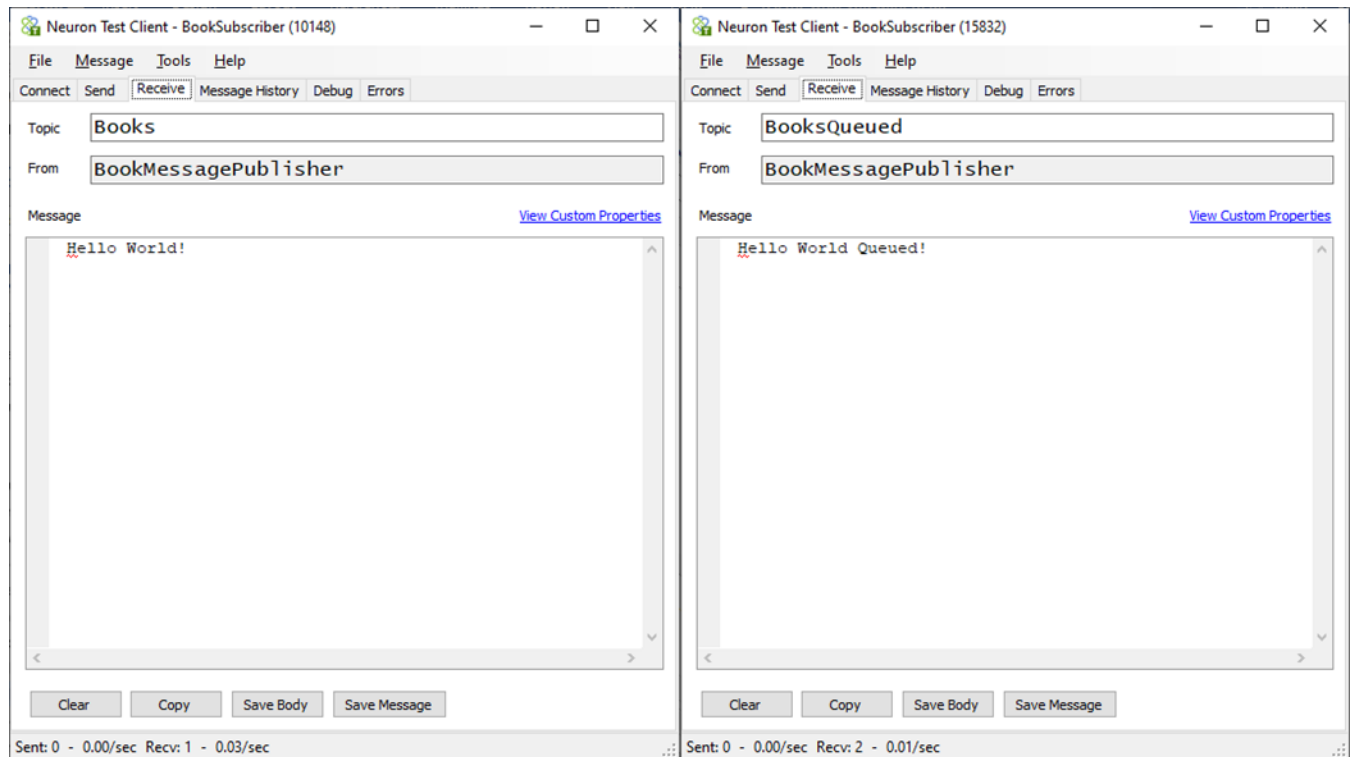 Neuron Test Client - BookSubscriber (10148)
File Message Tools Help
Connect Send Receive Message History Debug Errors
Topic Books
From BookMessagePublisher
Message View Custom Properties
Hello World!
Clear Copy Save Body Save Message
Sent: 0 - 0.00/sec Recv: 1 - 0.03/sec
Neuron Test Client - BookSubscriber (15832)
File Message Tools Help
Connect Send Receive Message History Debug Errors
Topic BooksQueued
From BookMessagePublisher
Message View Custom Properties
Hello World Queued!
Clear Copy Save Body Save Message
Sent: 0 - 0.00/sec Recv: 2 - 0.01/sec